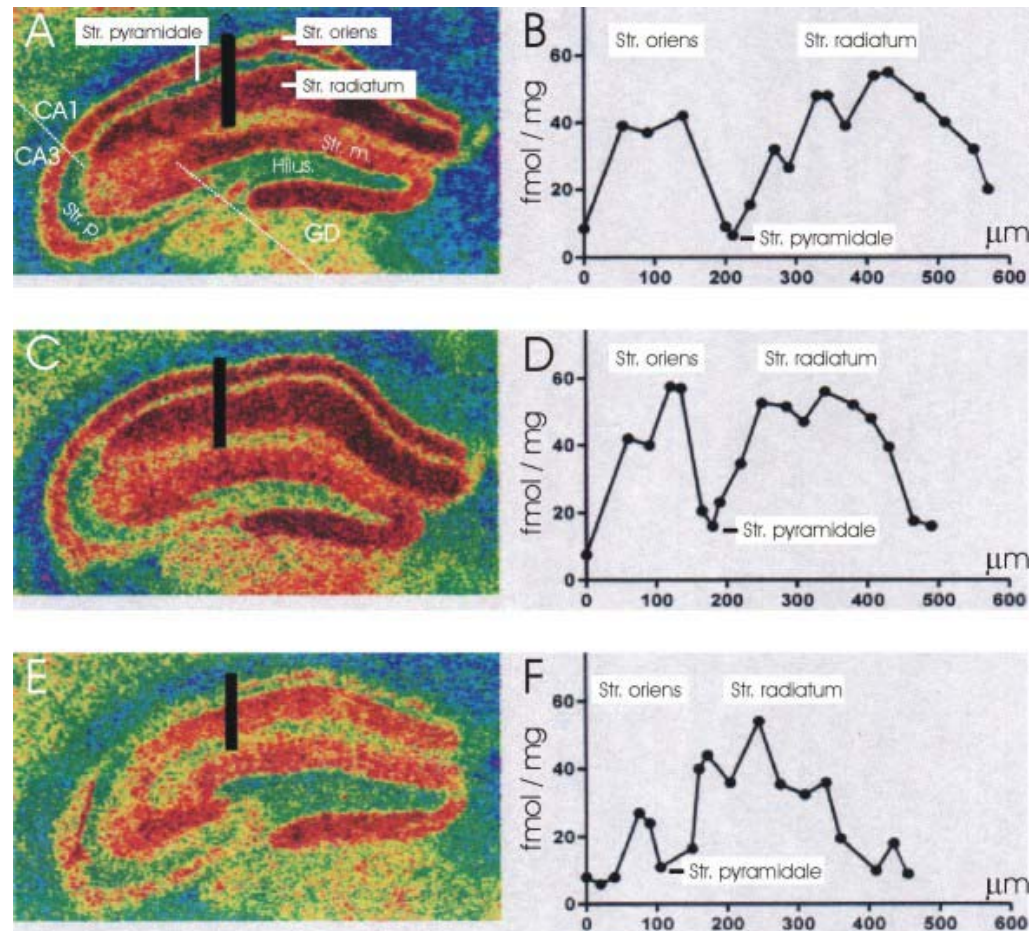 A
Str. pyramidale
Str. oriens
Str. radiatum
CA1
CA3
Str. m.
Hilus.
Str. p.
GD
B
Str. oriens
Str. radiatum
fmol / mg
60
40
20
0
Str. pyramidale
μm
0 100 200 300 400 500 600
C
D
Str. oriens
Str. radiatum
fmol / mg
60
40
20
0
Str. pyramidale
μm
0 100 200 300 400 500 600
E
F
Str. oriens
Str. radiatum
fmol / mg
60
40
20
0
Str. pyramidale
μm
0 100 200 300 400 500 600